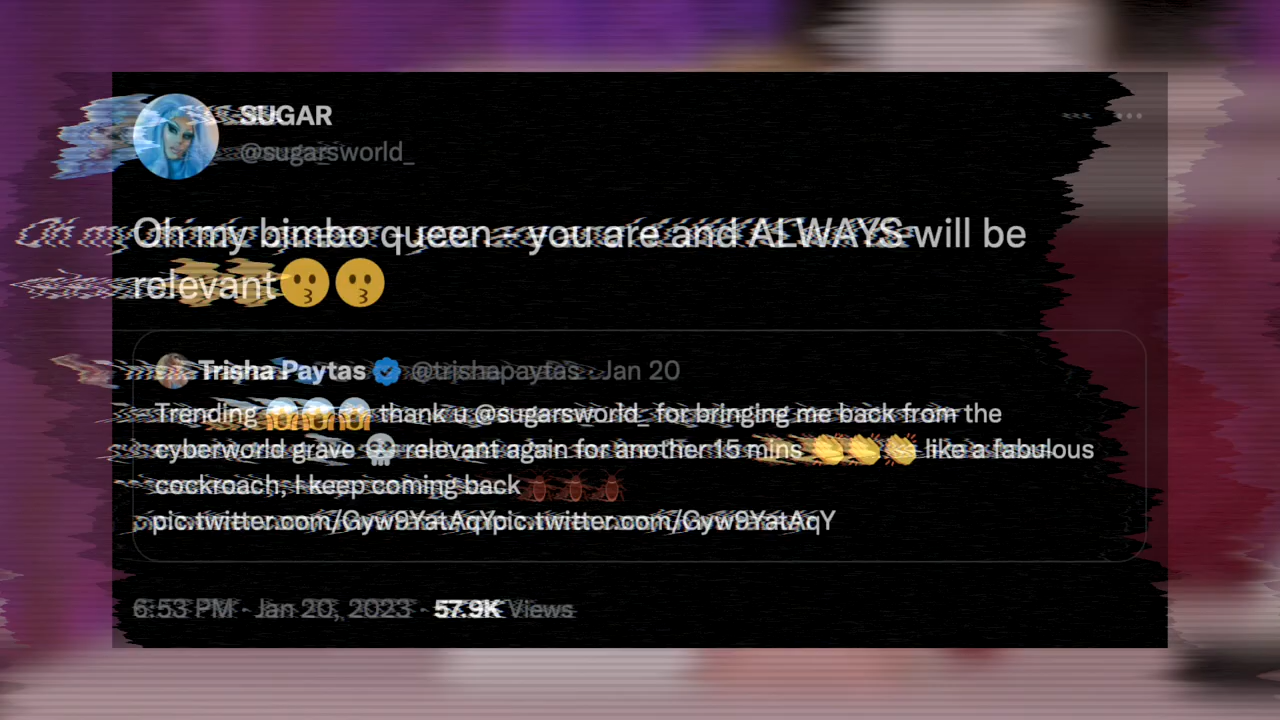 SUGAR
@sugarsworld_
Oh my bimbo queen - you are and ALWAYS will be
relevant😗😗
Trisha Paytas @trishapaytas · Jan 20
Trending 😱😱😱 thank u @sugarsworld_ for bringing me back from the
cyberworld grave 💀 relevant again for another 15 mins 👏👏👏 like a fabulous
cockroach, I keep coming back 🪳🪳🪳
pic.twitter.com/Gyw9YatAqYpic.twitter.com/Gyw9YatAqY
6:53 PM · Jan 20, 2023 · 57.9K Views